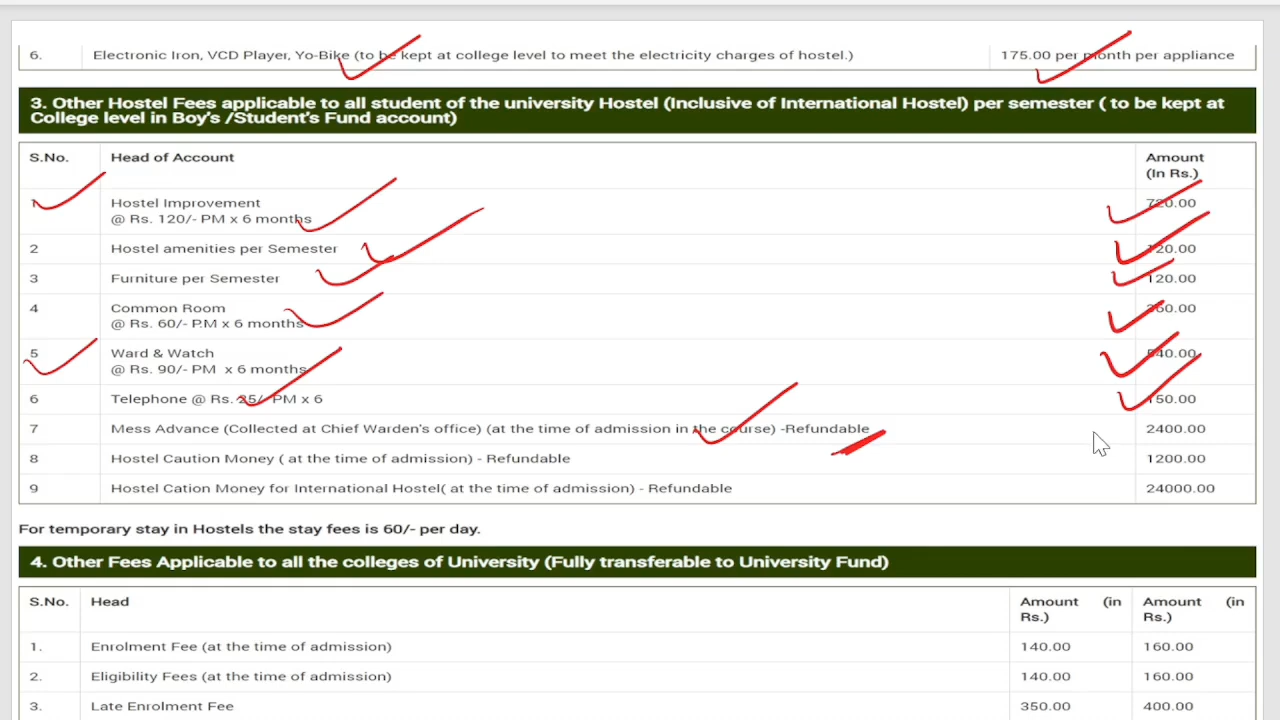 6. Electronic Iron, VCD Player, Yo-Bike (to be kept at college level to meet the electricity charges of hostel.) 175.00 per month per appliance
3. Other Hostel Fees applicable to all student of the university Hostel (Inclusive of International Hostel) per semester ( to be kept at
College level in Boy's /Student's Fund account)
S.No. Head of Account Amount
(In Rs.)
1 Hostel Improvement 720.00
@ Rs. 120/- PM x 6 months
2 Hostel amenities per Semester 120.00
3 Furniture per Semester 120.00
4 Common Room 360.00
@ Rs. 60/- P.M x 6 months
5 Ward & Watch 540.00
@ Rs. 90/- PM x 6 months
6 Telephone @ Rs. 25/- PM x 6 150.00
7 Mess Advance (Collected at Chief Warden's office) (at the time of admission in the course) -Refundable 2400.00
8 Hostel Caution Money ( at the time of admission) - Refundable 1200.00
9 Hostel Cation Money for International Hostel( at the time of admission) - Refundable 24000.00
For temporary stay in Hostels the stay fees is 60/- per day.
4. Other Fees Applicable to all the colleges of University (Fully transferable to University Fund)
S.No. Head Amount (in Amount (in
Rs.) Rs.)
1. Enrolment Fee (at the time of admission) 140.00 160.00
2. Eligibility Fees (at the time of admission) 140.00 160.00
3. Late Enrolment Fee 350.00 400.00